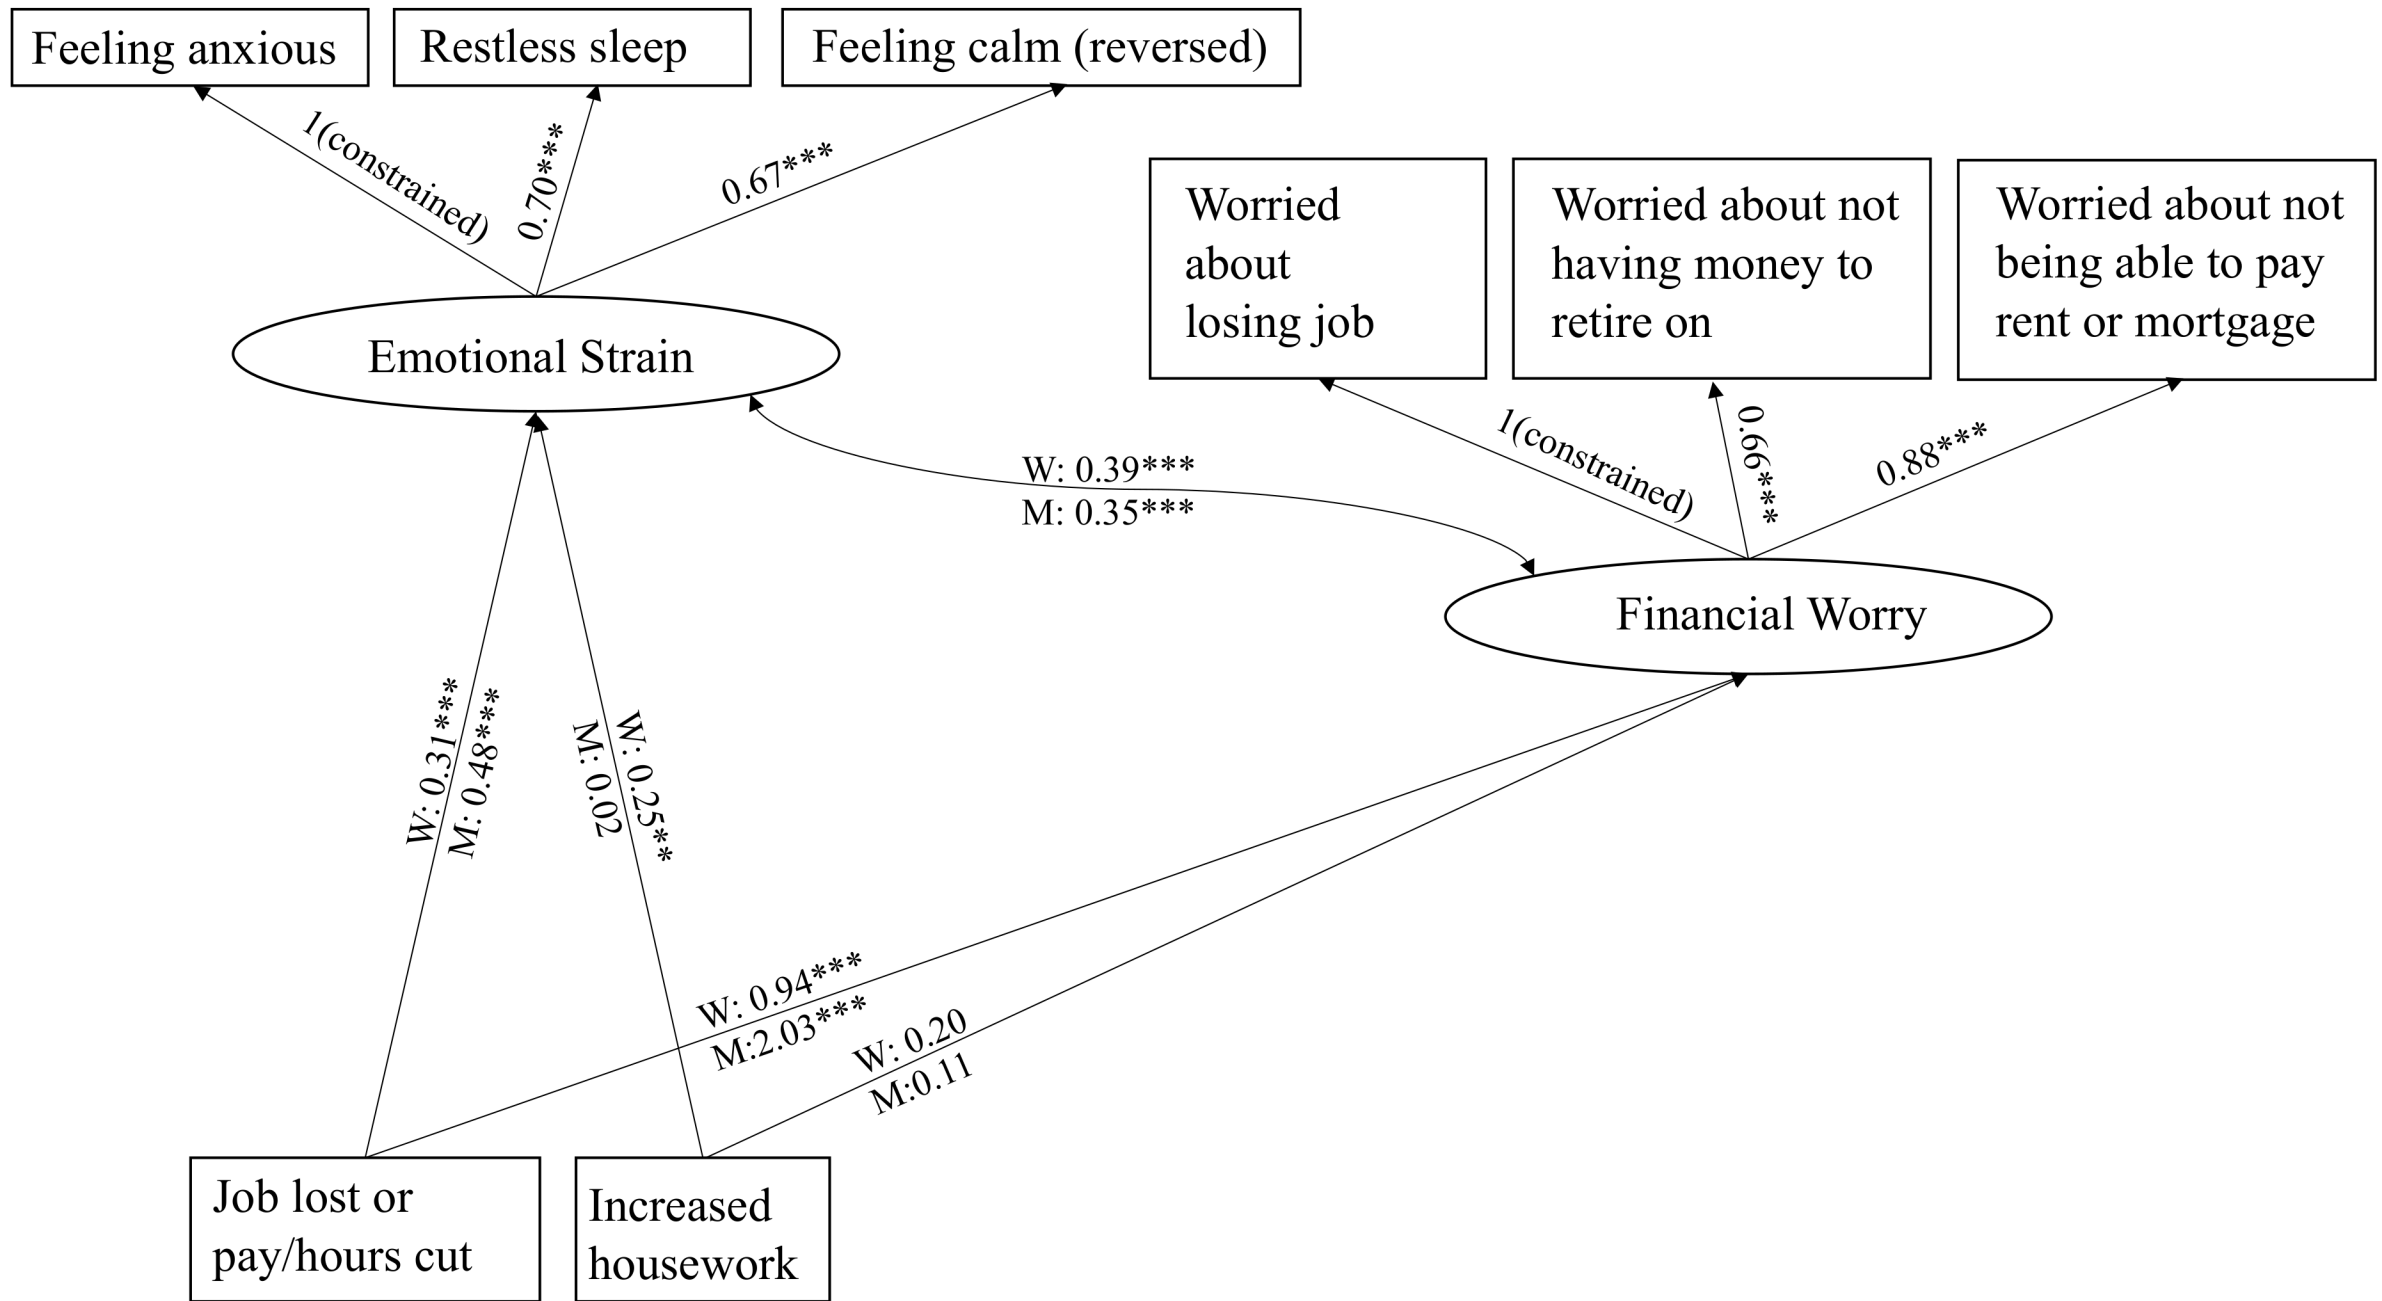 Feeling anxious
Restless sleep
Feeling calm (reversed)
1(constrained)
0.70***
0.67***
Worried
about
losing job
Worried about not
having money to
retire on
Worried about not
being able to pay
rent or mortgage
Emotional Strain
1(constrained)
0.66***
0.88***
W: 0.39***
M: 0.35***
Financial Worry
W: 0.31***
M: 0.48***
W: 0.25**
M: 0.02
W: 0.94***
M:2.03***
W: 0.20
M:0.11
Job lost or
pay/hours cut
Increased
housework